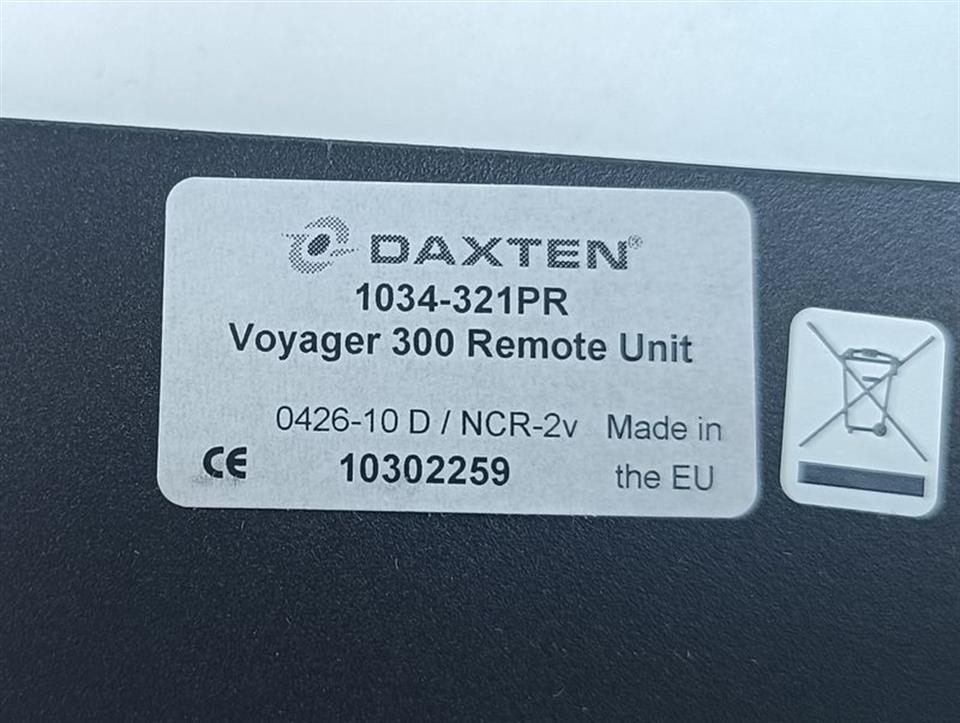 DAXTEN®
1034-321PR
Voyager 300 Remote Unit
0426-10 D / NCR-2v Made in
CE 10302259 the EU